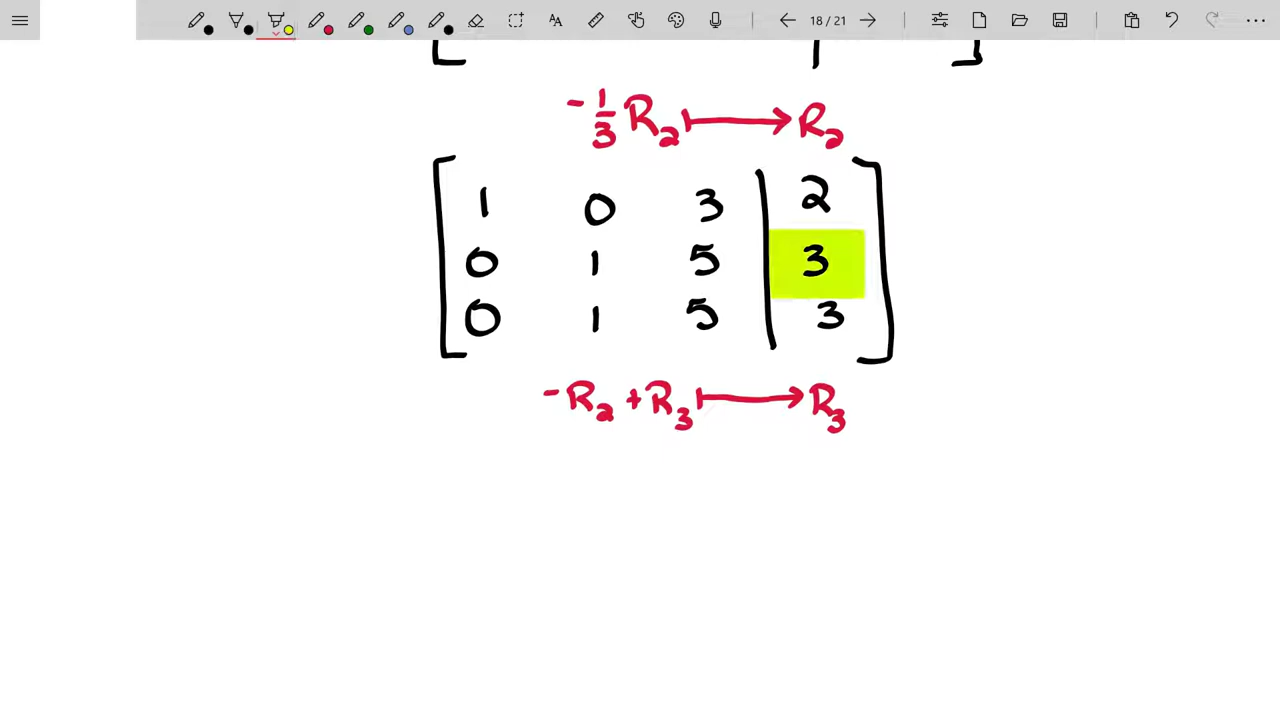 18 / 21
-1/3 R₂ ↦ R₂
1 0 3 | 2
0 1 5 | 3
0 1 5 | 3
-R₂ + R₃ ↦ R₃